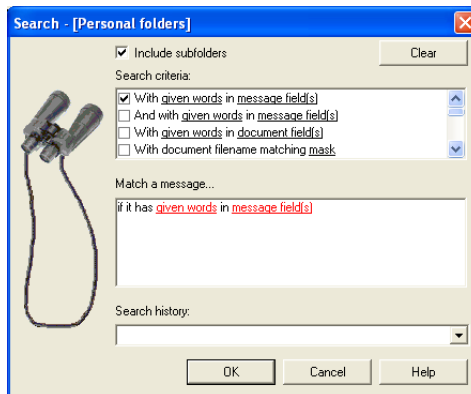 Search - [Personal folders]
Include subfolders
Clear
Search criteria:
With given words in message field(s)
And with given words in message field(s)
With given words in document field(s)
With document filename matching mask
Match a message...
if it has given words in message field(s)
Search history:
OK
Cancel
Help